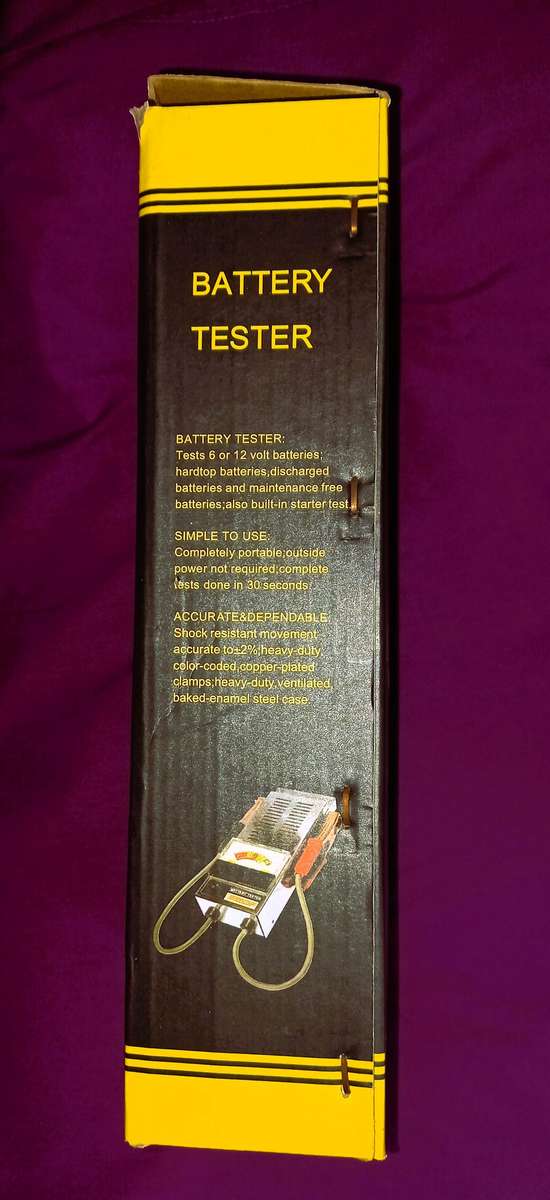 BATTERY
TESTER
BATTERY TESTER:
Tests 6 or 12 volt batteries;
hardtop batteries,discharged
batteries and maintenance free
batteries;also built-in starter test.
SIMPLE TO USE:
Completely portable;outside
power not required;complete
tests done in 30 seconds.
ACCURATE&DEPENDABLE:
Shock resistant movement
accurate to±2%;heavy-duty
color-coded,copper-plated
clamps;heavy-duty,ventilated,
baked-enamel steel case.
BATTERY TESTER